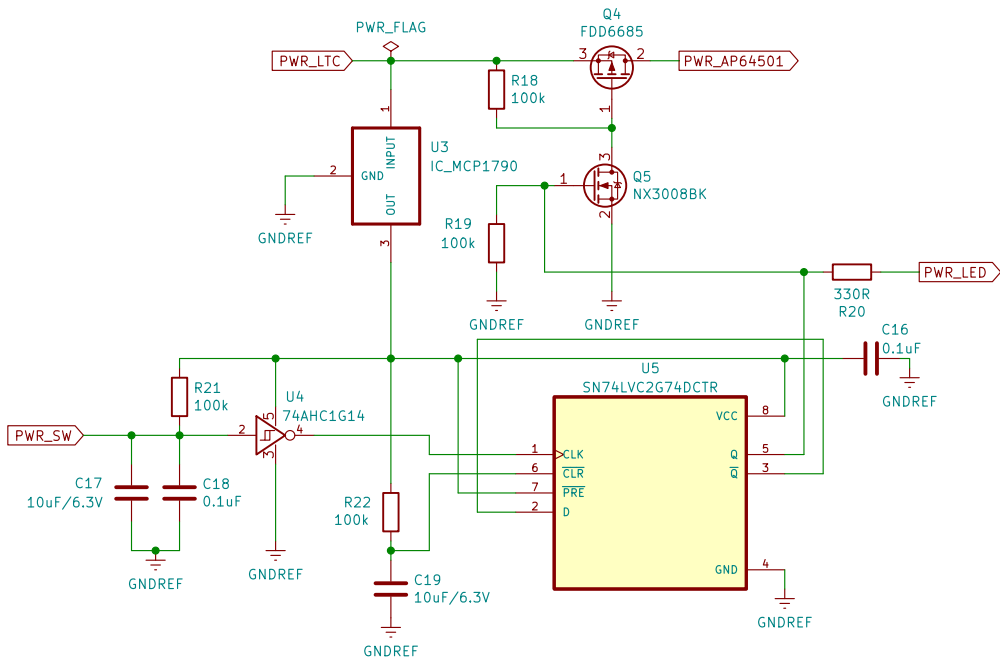 Q4
FDD6685
PWR_FLAG
PWR_LTC
3
2
PWR_AP64501
R18
100k
1
1
U3
IC_MCP1790
INPUT
GND
OUT
2
GNDREF
3
3
1
Q5
NX3008BK
2
R19
100k
GNDREF
GNDREF
PWR_LED
330R
R20
C16
0.1uF
GNDREF
R21
100k
U4
74AHC1G14
5
2
4
3
PWR_SW
C17
10uF/6.3V
C18
0.1uF
GNDREF
GNDREF
R22
100k
C19
10uF/6.3V
GNDREF
U5
SN74LVC2G74DCTR
VCC
8
1
CLK
Q
5
6
CLR
Q
3
7
PRE
2
D
GND
4
GNDREF